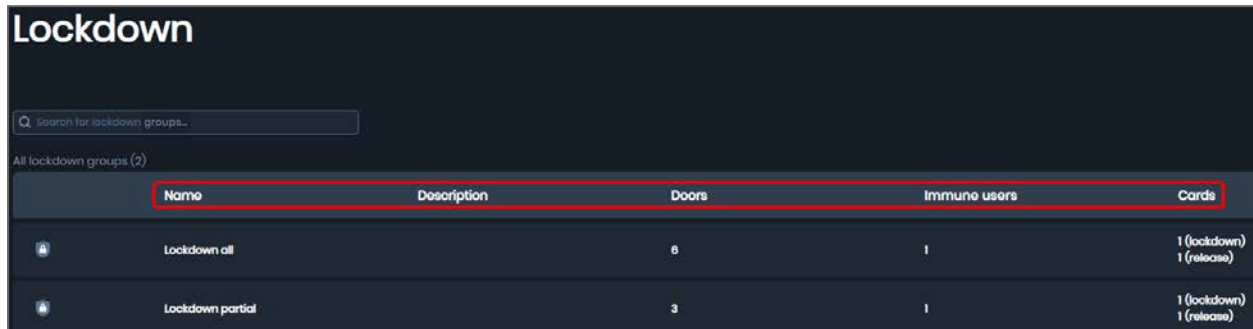 Lockdown
Search for lockdown groups...
All lockdown groups (2)
Name Description Doors Immune users Cards
Lockdown all 6 1 1 (lockdown)
1 (release)
Lockdown partial 3 1 1 (lockdown)
1 (release)